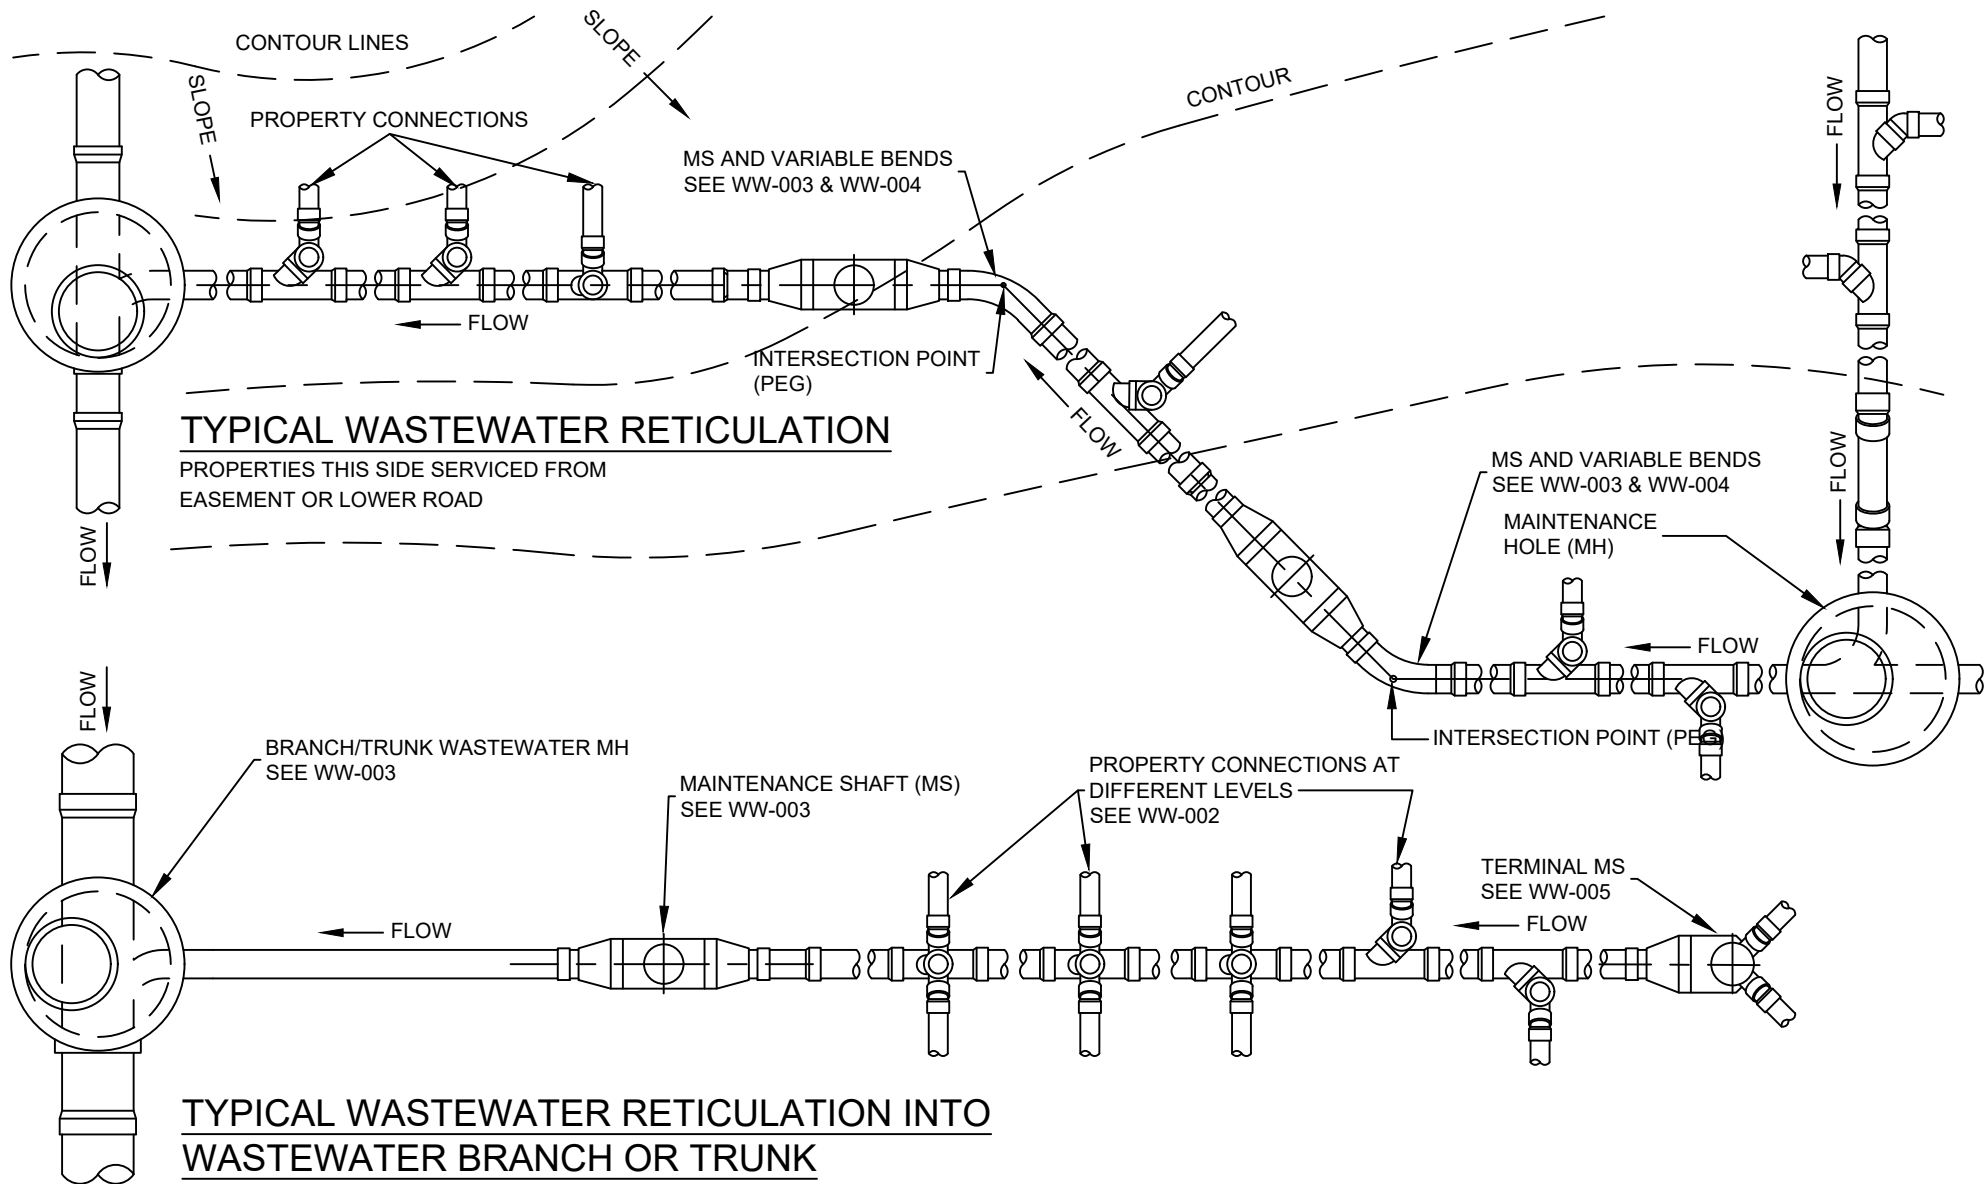 CONTOUR LINES
SLOPE
SLOPE
CONTOUR
FLOW
PROPERTY CONNECTIONS
MS AND VARIABLE BENDS
SEE WW-003 & WW-004
FLOW
INTERSECTION POINT
(PEG)
FLOW
TYPICAL WASTEWATER RETICULATION
PROPERTIES THIS SIDE SERVICED FROM
EASEMENT OR LOWER ROAD
FLOW
MS AND VARIABLE BENDS
SEE WW-003 & WW-004
FLOW
MAINTENANCE
HOLE (MH)
FLOW
FLOW
INTERSECTION POINT (PEG)
BRANCH/TRUNK WASTEWATER MH
SEE WW-003
MAINTENANCE SHAFT (MS)
SEE WW-003
PROPERTY CONNECTIONS AT
DIFFERENT LEVELS
SEE WW-002
TERMINAL MS
SEE WW-005
FLOW
FLOW
TYPICAL WASTEWATER RETICULATION INTO
WASTEWATER BRANCH OR TRUNK